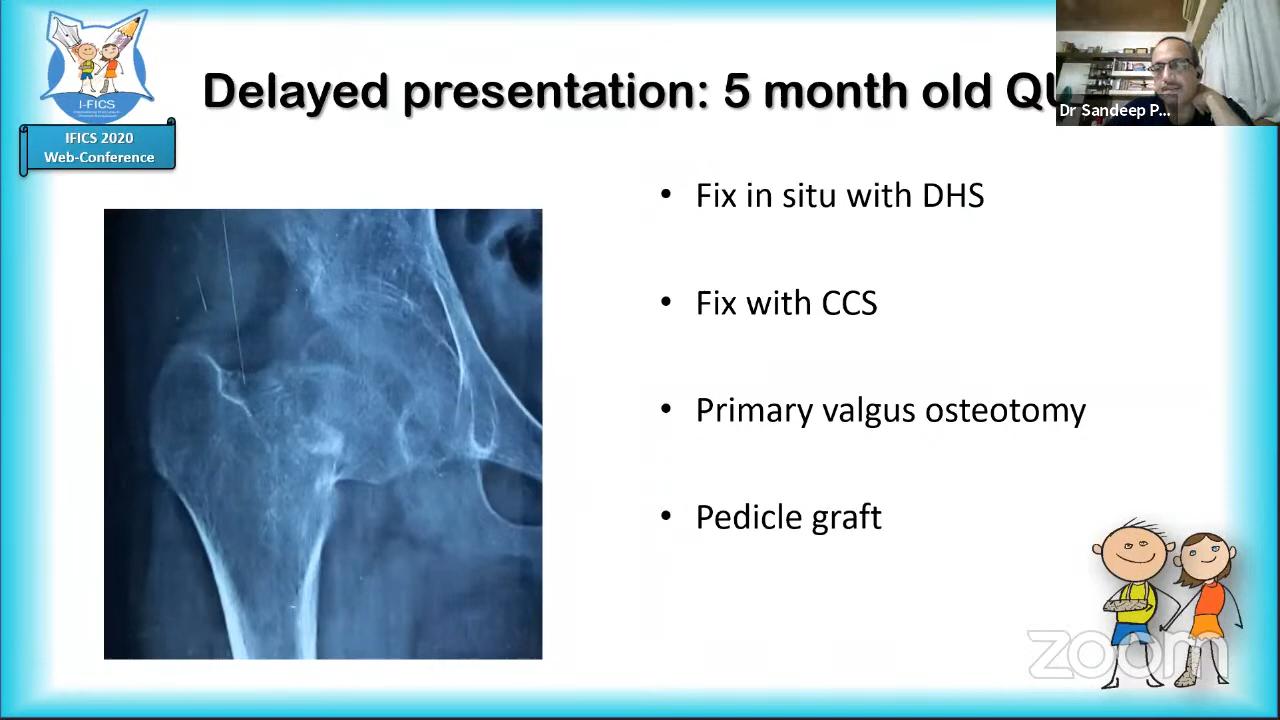 I-FICS
IFICS 2020
Web-Conference
Delayed presentation: 5 month old
Dr Sandeep P...
• Fix in situ with DHS
• Fix with CCS
• Primary valgus osteotomy
• Pedicle graft
zoom